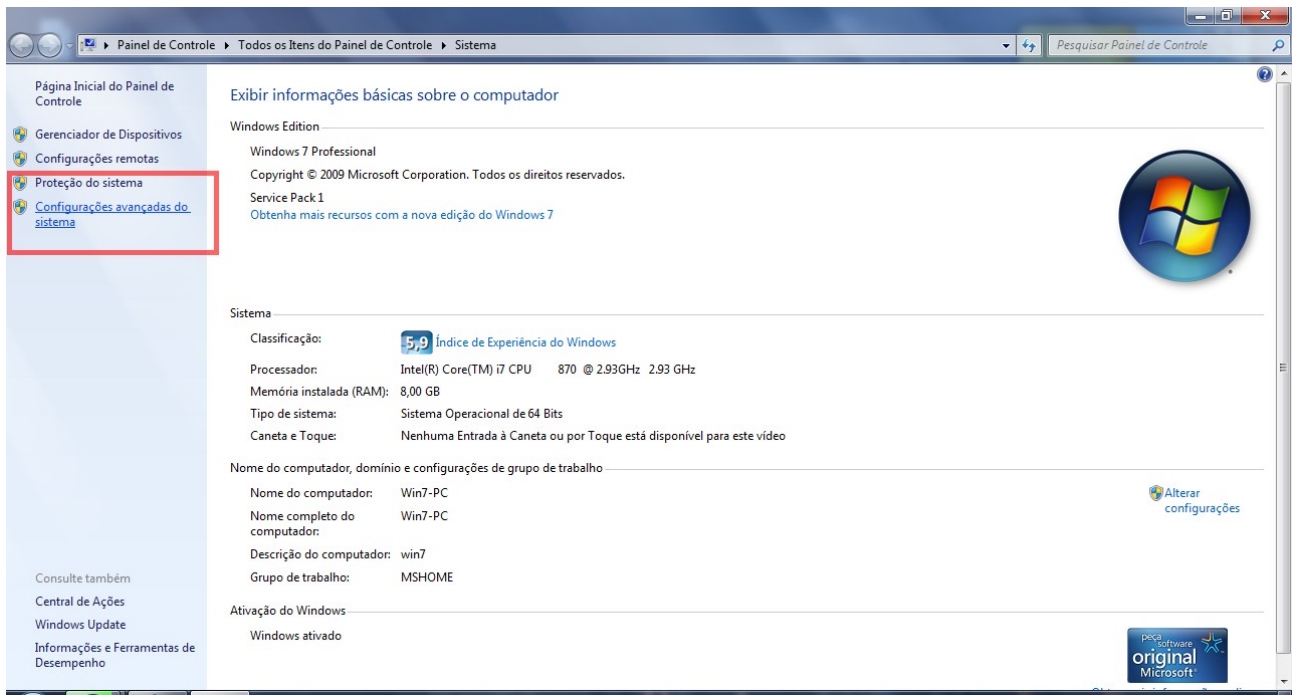 Painel de Controle ▸ Todos os Itens do Painel de Controle ▸ Sistema
Pesquisar Painel de Controle
Página Inicial do Painel de
Controle
Gerenciador de Dispositivos
Configurações remotas
Proteção do sistema
Configurações avançadas do
sistema
Consulte também
Central de Ações
Windows Update
Informações e Ferramentas de
Desempenho
Exibir informações básicas sobre o computador
Windows Edition
Windows 7 Professional
Copyright © 2009 Microsoft Corporation. Todos os direitos reservados.
Service Pack 1
Obtenha mais recursos com a nova edição do Windows 7
Sistema
Classificação: 5,9 Índice de Experiência do Windows
Processador: Intel(R) Core(TM) i7 CPU 870 @ 2.93GHz 2.93 GHz
Memória instalada (RAM): 8,00 GB
Tipo de sistema: Sistema Operacional de 64 Bits
Caneta e Toque: Nenhuma Entrada à Caneta ou por Toque está disponível para este vídeo
Nome do computador, domínio e configurações de grupo de trabalho
Nome do computador: Win7-PC
Alterar
configurações
Nome completo do Win7-PC
computador:
Descrição do computador: win7
Grupo de trabalho: MSHOME
Ativação do Windows
Windows ativado
peça
software
original
Microsoft